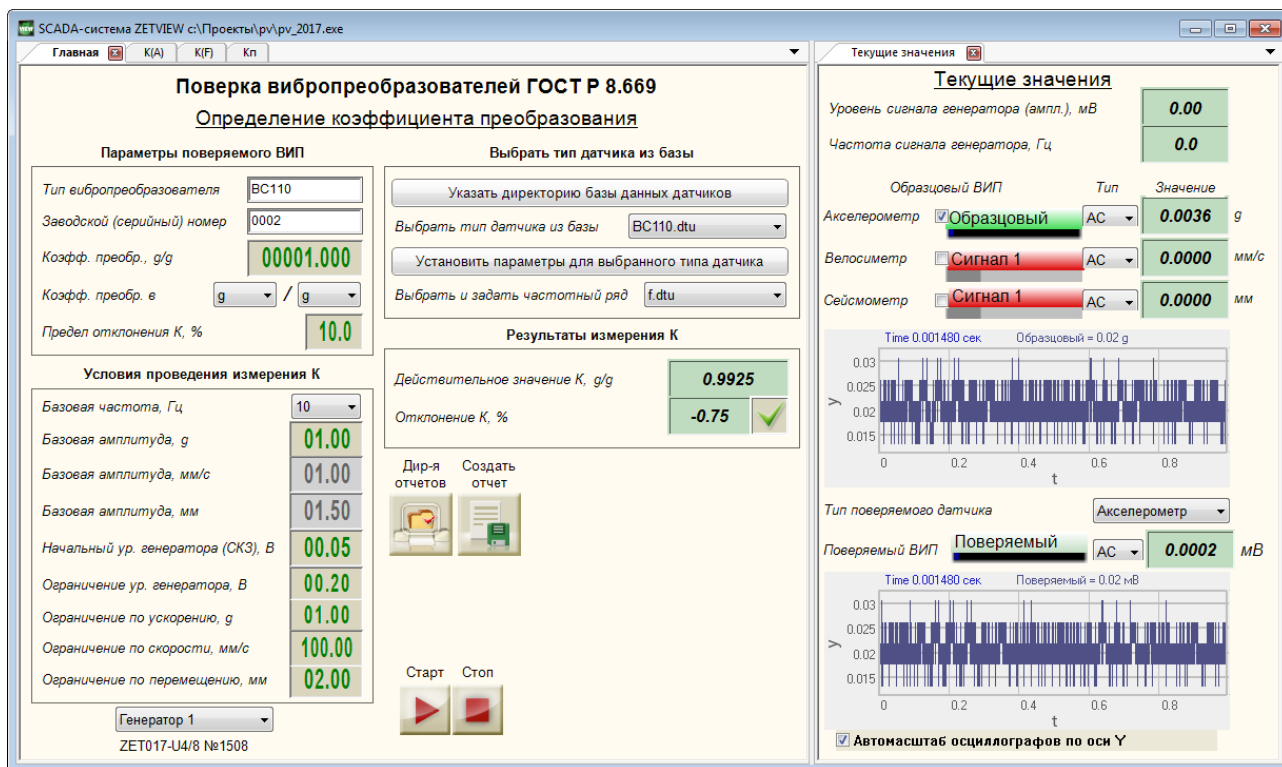 SCADA-система ZETVIEW c:\Проекты\pv\pv_2017.exe
Главная K(A) K(F) Кп
Поверка вибропреобразователей ГОСТ Р 8.669
Определение коэффициента преобразования
Параметры поверяемого ВИП
Тип вибропреобразователя BC110
Заводской (серийный) номер 0002
Коэфф. преобр., g/g 00001.000
Коэфф. преобр. в g / g
Предел отклонения К, % 10.0
Условия проведения измерения К
Базовая частота, Гц 10
Базовая амплитуда, g 01.00
Базовая амплитуда, мм/с 01.00
Базовая амплитуда, мм 01.50
Начальный ур. генератора (СКЗ), В 00.05
Ограничение ур. генератора, В 00.20
Ограничение по ускорению, g 01.00
Ограничение по скорости, мм/с 100.00
Ограничение по перемещению, мм 02.00
Генератор 1
ZET017-U4/8 №1508
Выбрать тип датчика из базы
Указать директорию базы данных датчиков
Выбрать тип датчика из базы BC110.dtu
Установить параметры для выбранного типа датчика
Выбрать и задать частотный ряд f.dtu
Результаты измерения К
Действительное значение К, g/g 0.9925
Отклонение К, % -0.75
Дир-я Создать
отчетов отчет
Старт Стоп
Текущие значения
Текущие значения
Уровень сигнала генератора (ампл.), мВ 0.00
Частота сигнала генератора, Гц 0.0
Образцовый ВИП Тип Значение
Акселерометр Образцовый AC 0.0036 g
Велосиметр Сигнал 1 AC 0.0000 мм/с
Сейсмометр Сигнал 1 AC 0.0000 мм
Time 0.001480 сек Образцовый = 0.02 g
0.03
0.025
y
0.02
0.015
0 0.2 0.4 0.6 0.8
t
Тип поверяемого датчика Акселерометр
Поверяемый ВИП Поверяемый AC 0.0002 мВ
Time 0.001480 сек Поверяемый = 0.02 мВ
0.03
0.025
y
0.02
0.015
0 0.2 0.4 0.6 0.8
t
Автомасштаб осциллографов по оси Y